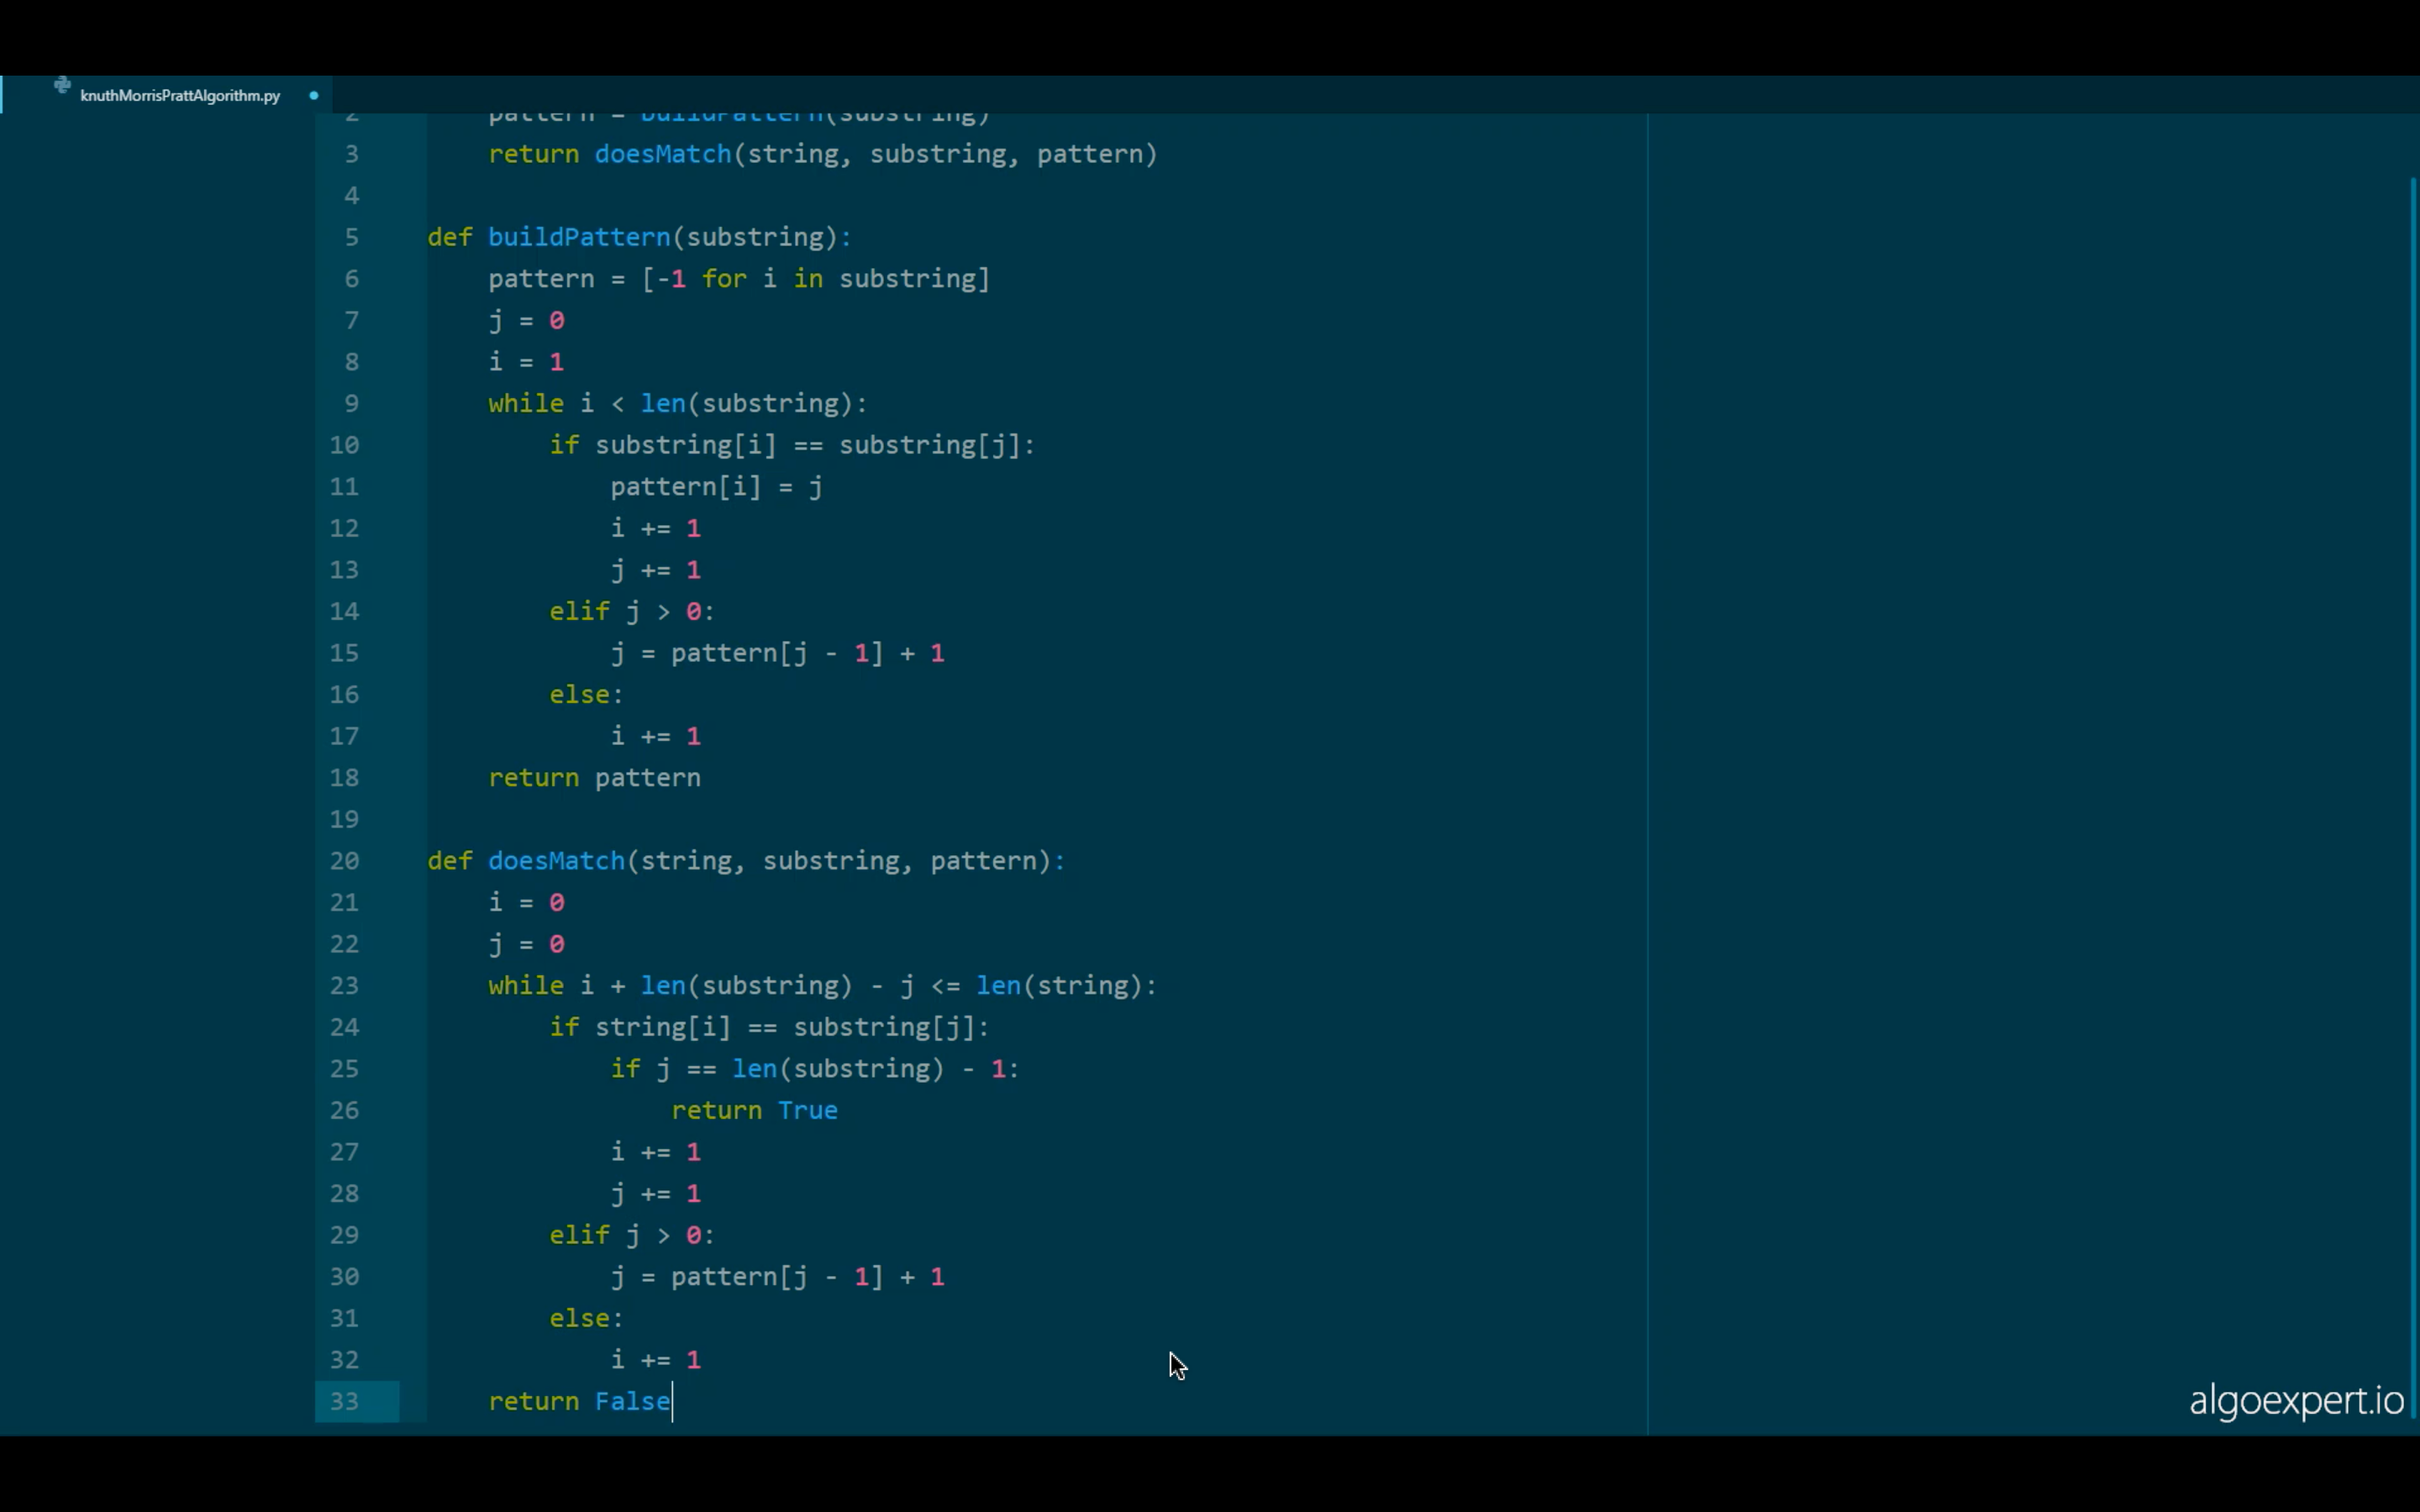 knuthMorrisPrattAlgorithm.py
2 pattern = buildPattern(substring)
3 return doesMatch(string, substring, pattern)
4
5 def buildPattern(substring):
6 pattern = [-1 for i in substring]
7 j = 0
8 i = 1
9 while i < len(substring):
10 if substring[i] == substring[j]:
11 pattern[i] = j
12 i += 1
13 j += 1
14 elif j > 0:
15 j = pattern[j - 1] + 1
16 else:
17 i += 1
18 return pattern
19
20 def doesMatch(string, substring, pattern):
21 i = 0
22 j = 0
23 while i + len(substring) - j <= len(string):
24 if string[i] == substring[j]:
25 if j == len(substring) - 1:
26 return True
27 i += 1
28 j += 1
29 elif j > 0:
30 j = pattern[j - 1] + 1
31 else:
32 i += 1
33 return False
algoexpert.io